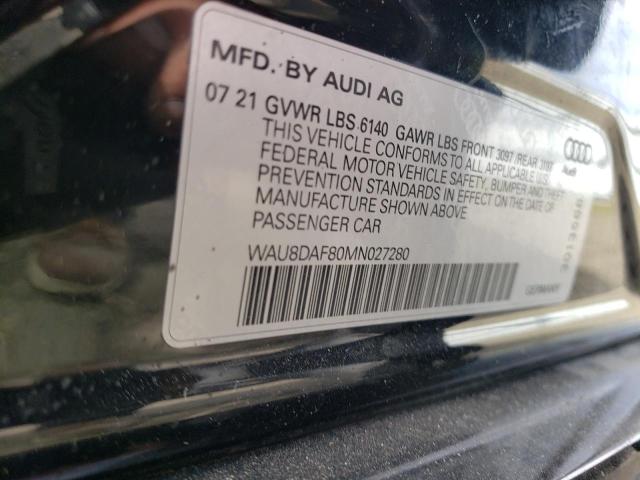 MFD. BY AUDI AG
07 21 GVWR LBS 6140 GAWR LBS FRONT 3097 /REAR
THIS VEHICLE CONFORMS TO ALL APPLICABLE U.S.
FEDERAL MOTOR VEHICLE SAFETY, BUMPER AND THEFT
PREVENTION STANDARDS IN EFFECT ON THE DATE OF
MANUFACTURE SHOWN ABOVE
PASSENGER CAR
WAU8DAF80MN027280
GERMANY
Audi